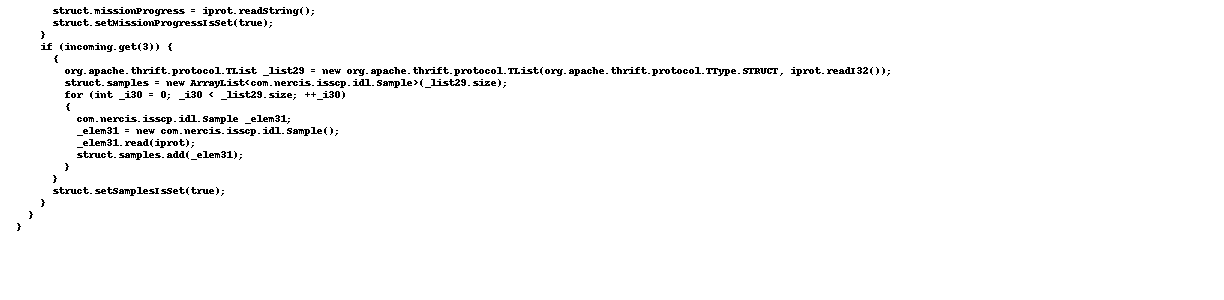 struct.missionProgress = iprot.readString();
struct.setMissionProgressIsSet(true);
}
if (incoming.get(3)) {
{
org.apache.thrift.protocol.TList _list29 = new org.apache.thrift.protocol.TList(org.apache.thrift.protocol.TType.STRUCT, iprot.readI32());
struct.samples = new ArrayList<com.nercis.isscp.idl.Sample>(_list29.size);
for (int _i30 = 0; _i30 < _list29.size; ++_i30)
{
com.nercis.isscp.idl.Sample _elem31;
_elem31 = new com.nercis.isscp.idl.Sample();
_elem31.read(iprot);
struct.samples.add(_elem31);
}
}
struct.setSamplesIsSet(true);
}
}
}